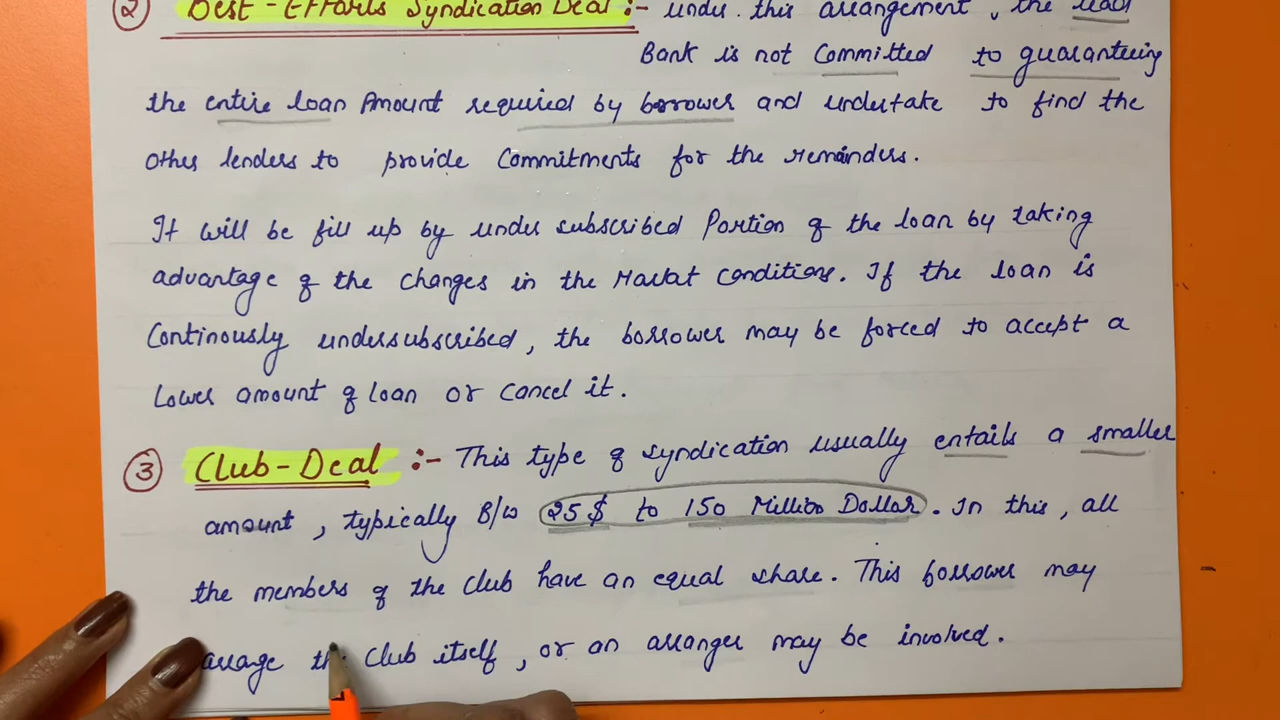 ② Best-Efforts Syndication Deal :- under this arrangement, the lead
Bank is not Committed to guaranteeing
the entire loan Amount required by borrower and undertake to find the
other lenders to provide Commitments for the remainders.
It will be fill up by under subscribed Portion of the loan by taking
advantage of the changes in the Market conditions. If the loan is
Continously undersubscribed, the borrower may be forced to accept a
Lower amount of loan or cancel it.
③ Club-Deal :- This type of syndication usually entails a smaller
amount, typically B/w 25$ to 150 Million Dollar. In this, all
the members of the club have an equal share. This borrower may
arrage the Club itself, or an arranger may be involved.